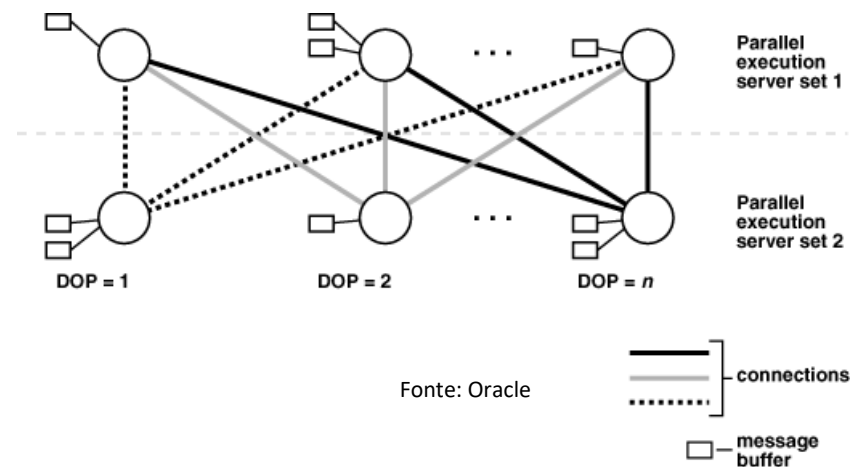 . . .
Parallel
execution
server set 1
. . .
Parallel
execution
server set 2
DOP = 1
DOP = 2
DOP = n
Fonte: Oracle
connections
message
buffer